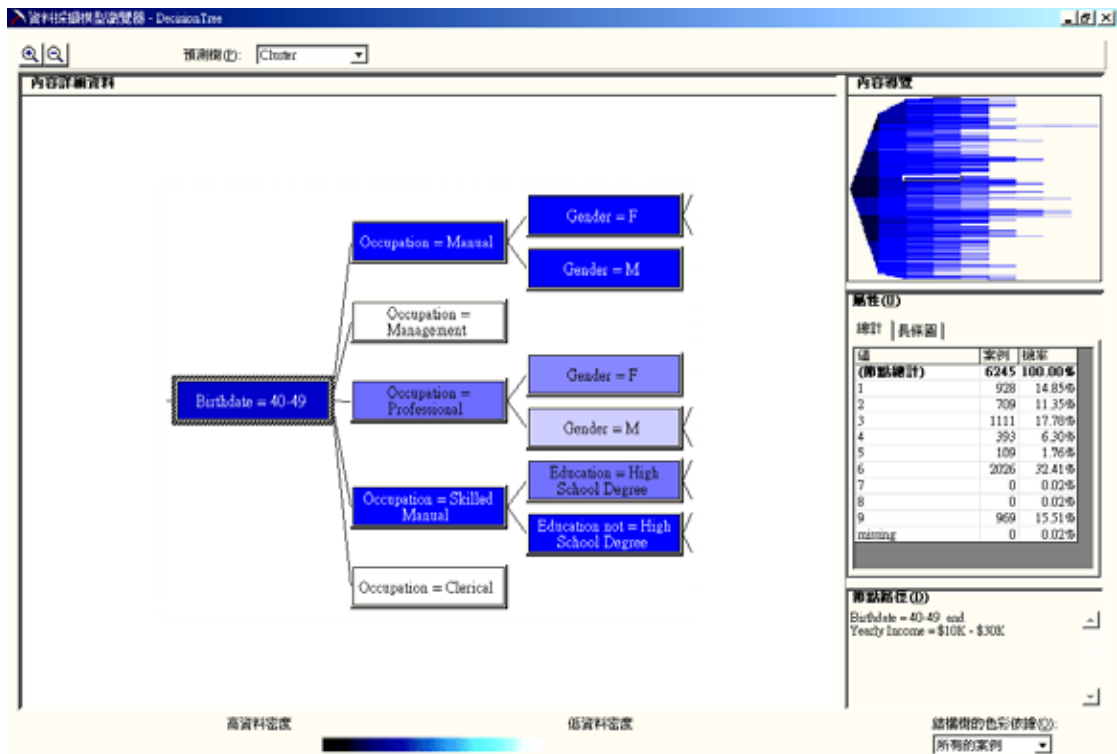 資料採礦模型瀏覽器 - DecisionTree
預測樹(P): Cluster
內容詳細資料
Birthdate = 40-49
Occupation = Manual
Gender = F
Gender = M
Occupation =
Management
Occupation =
Professional
Gender = F
Gender = M
Occupation = Skilled
Manual
Education = High
School Degree
Education not = High
School Degree
Occupation = Clerical
內容導覽
屬性(U)
總計 長條圖
值 案例 機率
(節點總計) 6245 100.00%
1 928 14.85%
2 709 11.35%
3 1111 17.78%
4 393 6.30%
5 109 1.76%
6 2026 32.41%
7 0 0.02%
8 0 0.02%
9 969 15.51%
missing 0 0.02%
節點路徑(D)
Birthdate = 40-49 and
Yearly Income = $10K - $30K
高資料密度 低資料密度
結構樹的色彩依據(O):
所有的案例